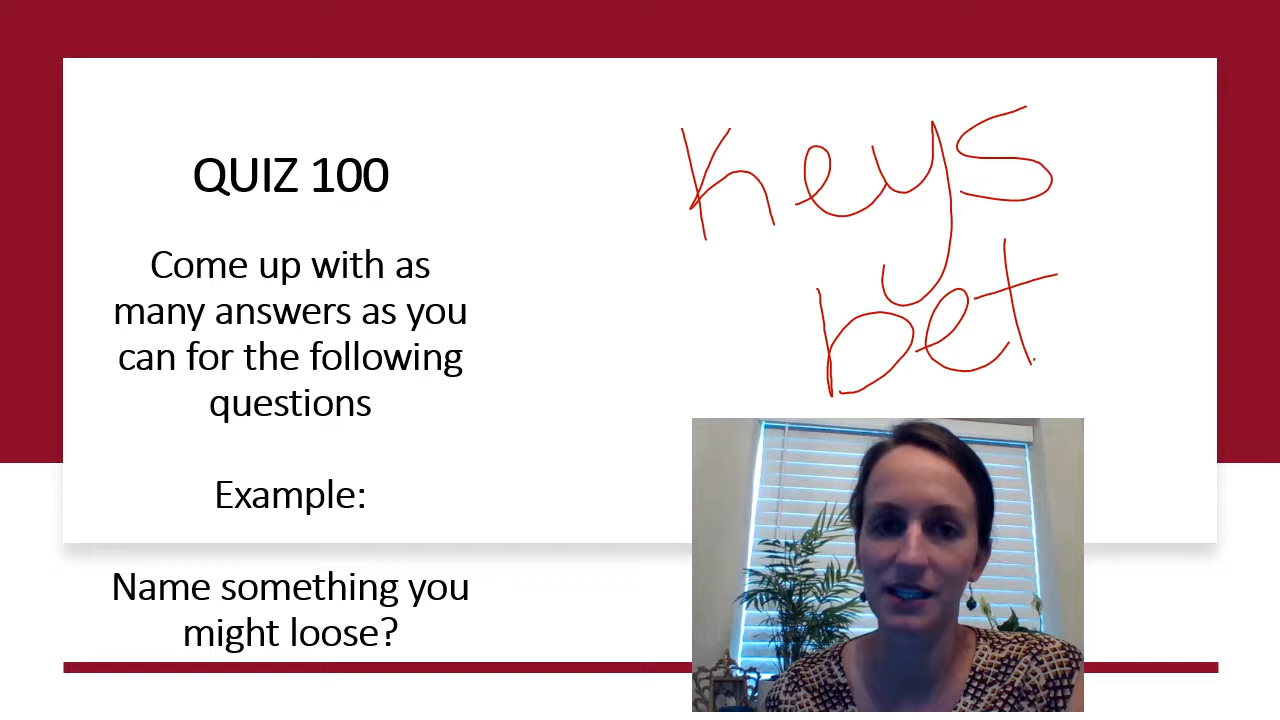 QUIZ 100
Come up with as
many answers as you
can for the following
questions
Example:
Name something you
might loose?
keys
bet